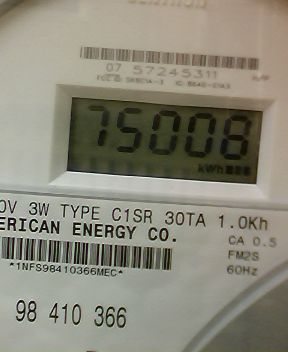 07 57245311
75008
kWh
0V 3W TYPE C1SR 30TA 1.0Kh
ERICAN ENERGY CO.
CA 0.5
FM2S
60Hz
*1NFS98410366MEC*
98 410 366